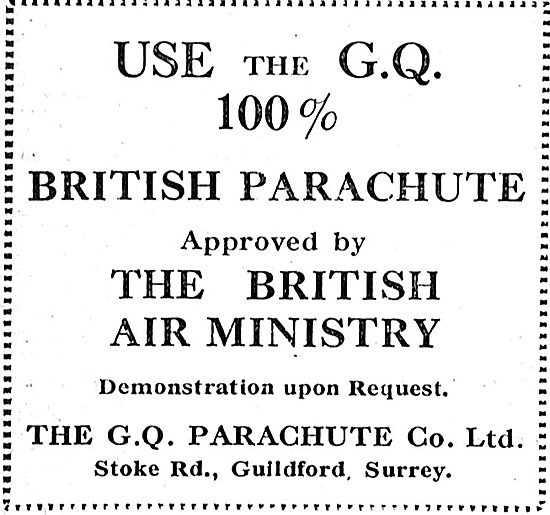 USE THE G.Q.
100%
BRITISH PARACHUTE
Approved by
THE BRITISH
AIR MINISTRY
Demonstration upon Request.
THE G.Q. PARACHUTE Co. Ltd.
Stoke Rd., Guildford, Surrey.